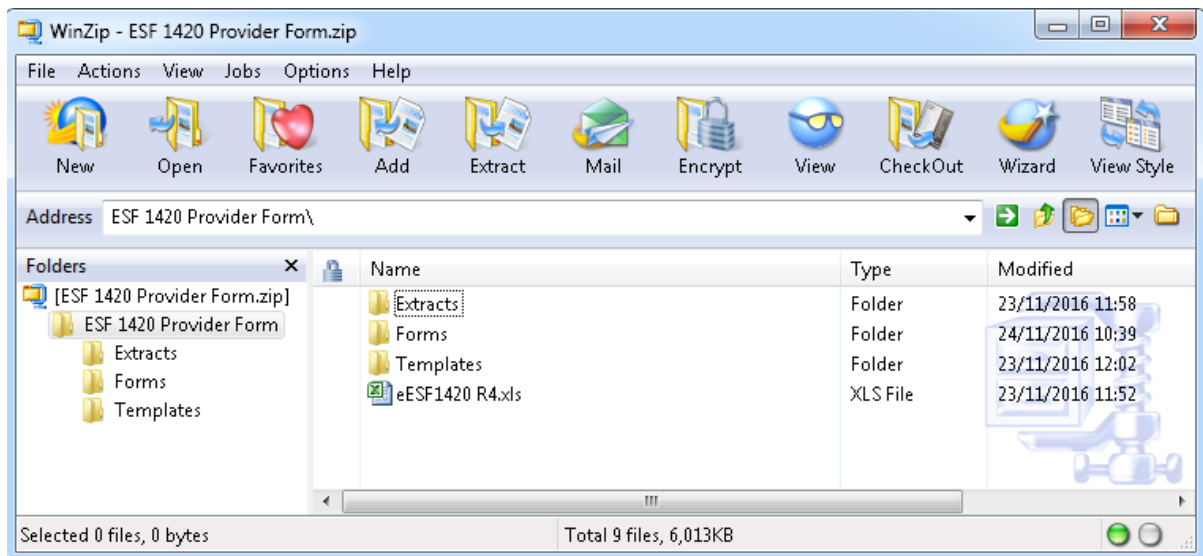 WinZip - ESF 1420 Provider Form.zip
File Actions View Jobs Options Help
New Open Favorites Add Extract Mail Encrypt View CheckOut Wizard View Style
Address ESF 1420 Provider Form\
Folders Name Type Modified
[ESF 1420 Provider Form.zip] Extracts Folder 23/11/2016 11:58
ESF 1420 Provider Form Forms Folder 24/11/2016 10:39
Extracts Templates Folder 23/11/2016 12:02
Forms eESF1420 R4.xls XLS File 23/11/2016 11:52
Templates
Selected 0 files, 0 bytes Total 9 files, 6,013KB